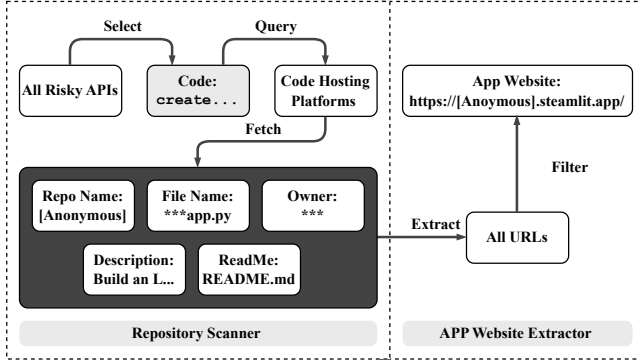 Select
Query
All Risky APIs
Code:
create...
Code Hosting
Platforms
App Website:
https://[Anoymous].steamlit.app/
Fetch
Filter
Repo Name:
[Anonymous]
File Name:
***app.py
Owner:
***
Extract
All URLs
Description:
Build an L...
ReadMe:
README.md
Repository Scanner
APP Website Extractor